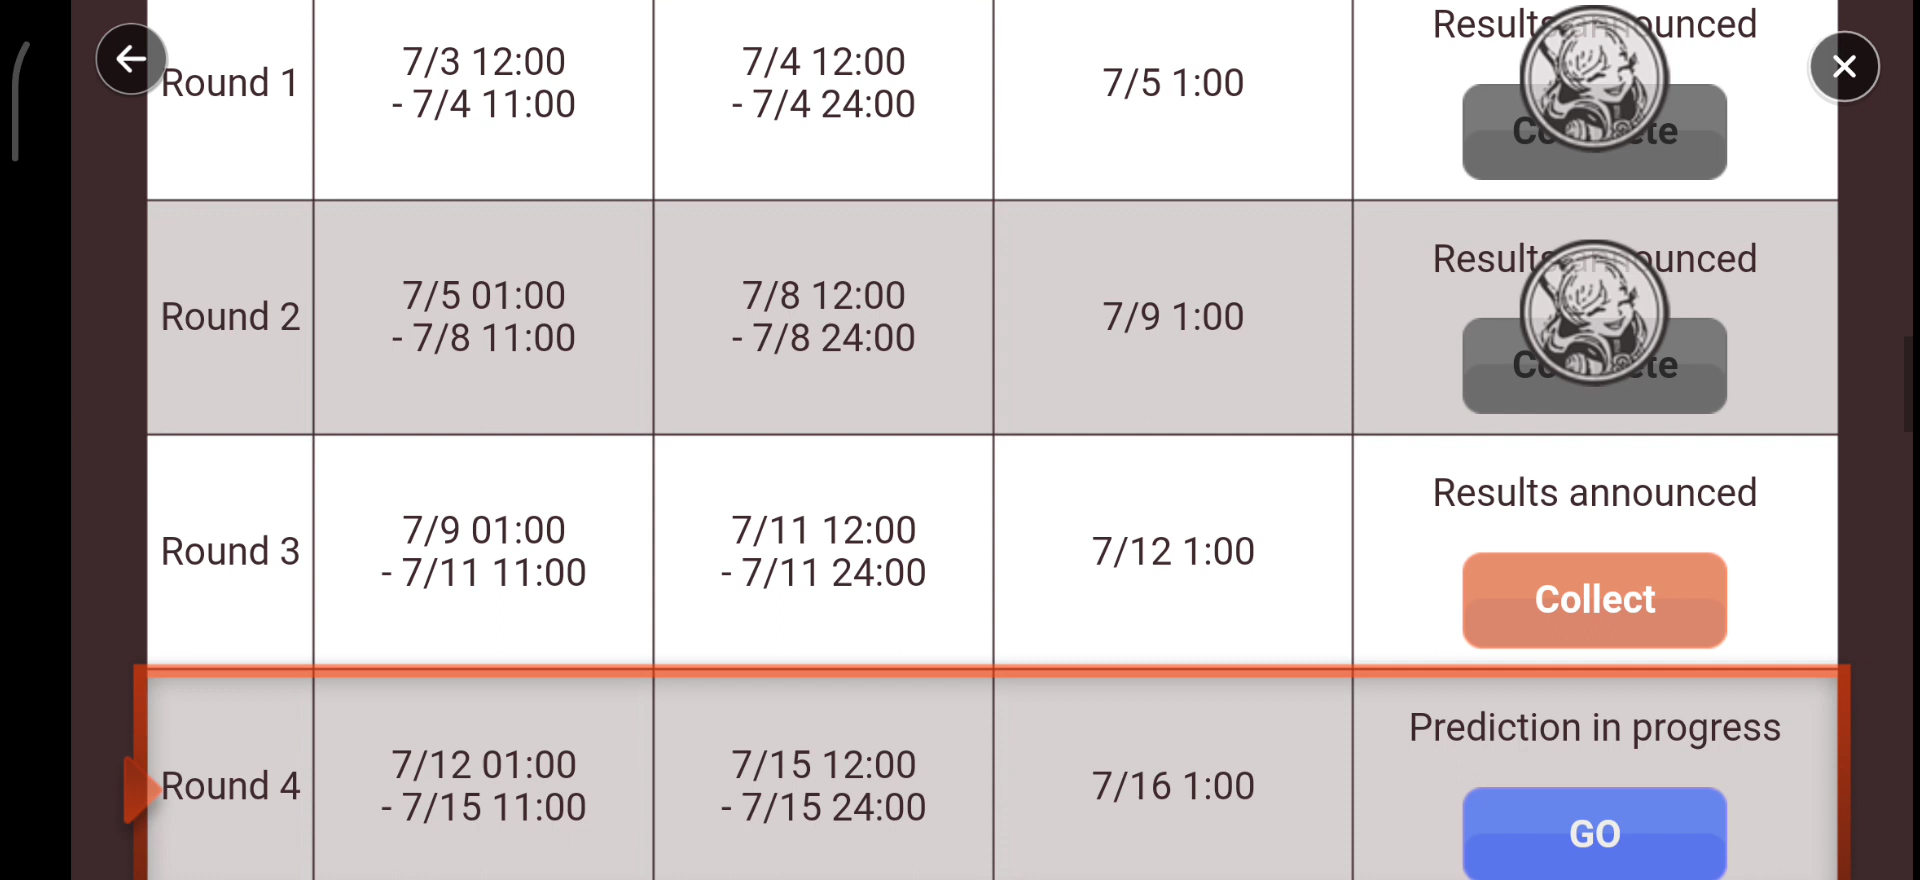 Round 1
7/3 12:00
- 7/4 11:00
7/4 12:00
- 7/4 24:00
7/5 1:00
Results
Round 2
7/5 01:00
- 7/8 11:00
7/8 12:00
- 7/8 24:00
7/9 1:00
Results
Round 3
7/9 01:00
- 7/11 11:00
7/11 12:00
- 7/11 24:00
7/12 1:00
Results announced
Collect
Round 4
7/12 01:00
- 7/15 11:00
7/15 12:00
- 7/15 24:00
7/16 1:00
Prediction in progress
GO